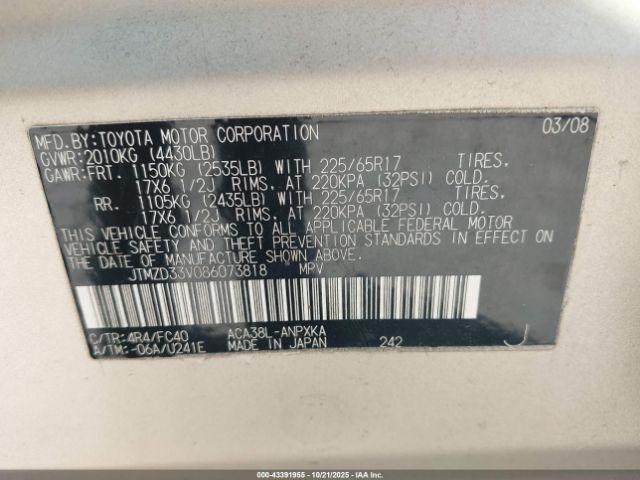 MFD.BY:TOYOTA MOTOR CORPORATION 03/08
GVWR:2010KG (4430LB)
GAWR:FRT. 1150KG (2535LB) WITH 225/65R17 TIRES,
17X6 1/2J RIMS, AT 220KPA (32PSI) COLD.
RR. 1105KG (2435LB) WITH 225/65R17 TIRES,
17X6 1/2J RIMS, AT 220KPA (32PSI) COLD.
THIS VEHICLE CONFORMS TO ALL APPLICABLE FEDERAL MOTOR
VEHICLE SAFETY AND THEFT PREVENTION STANDARDS IN EFFECT ON
THE DATE OF MANUFACTURE SHOWN ABOVE.
JTMZD33V086073818 MPV
C/TR:4R4/FC40 ACA38L-ANPXKA
A/TM:-06A/U241E MADE IN JAPAN 242 J
000-43391955 - 10/21/2025 - IAAI.COM